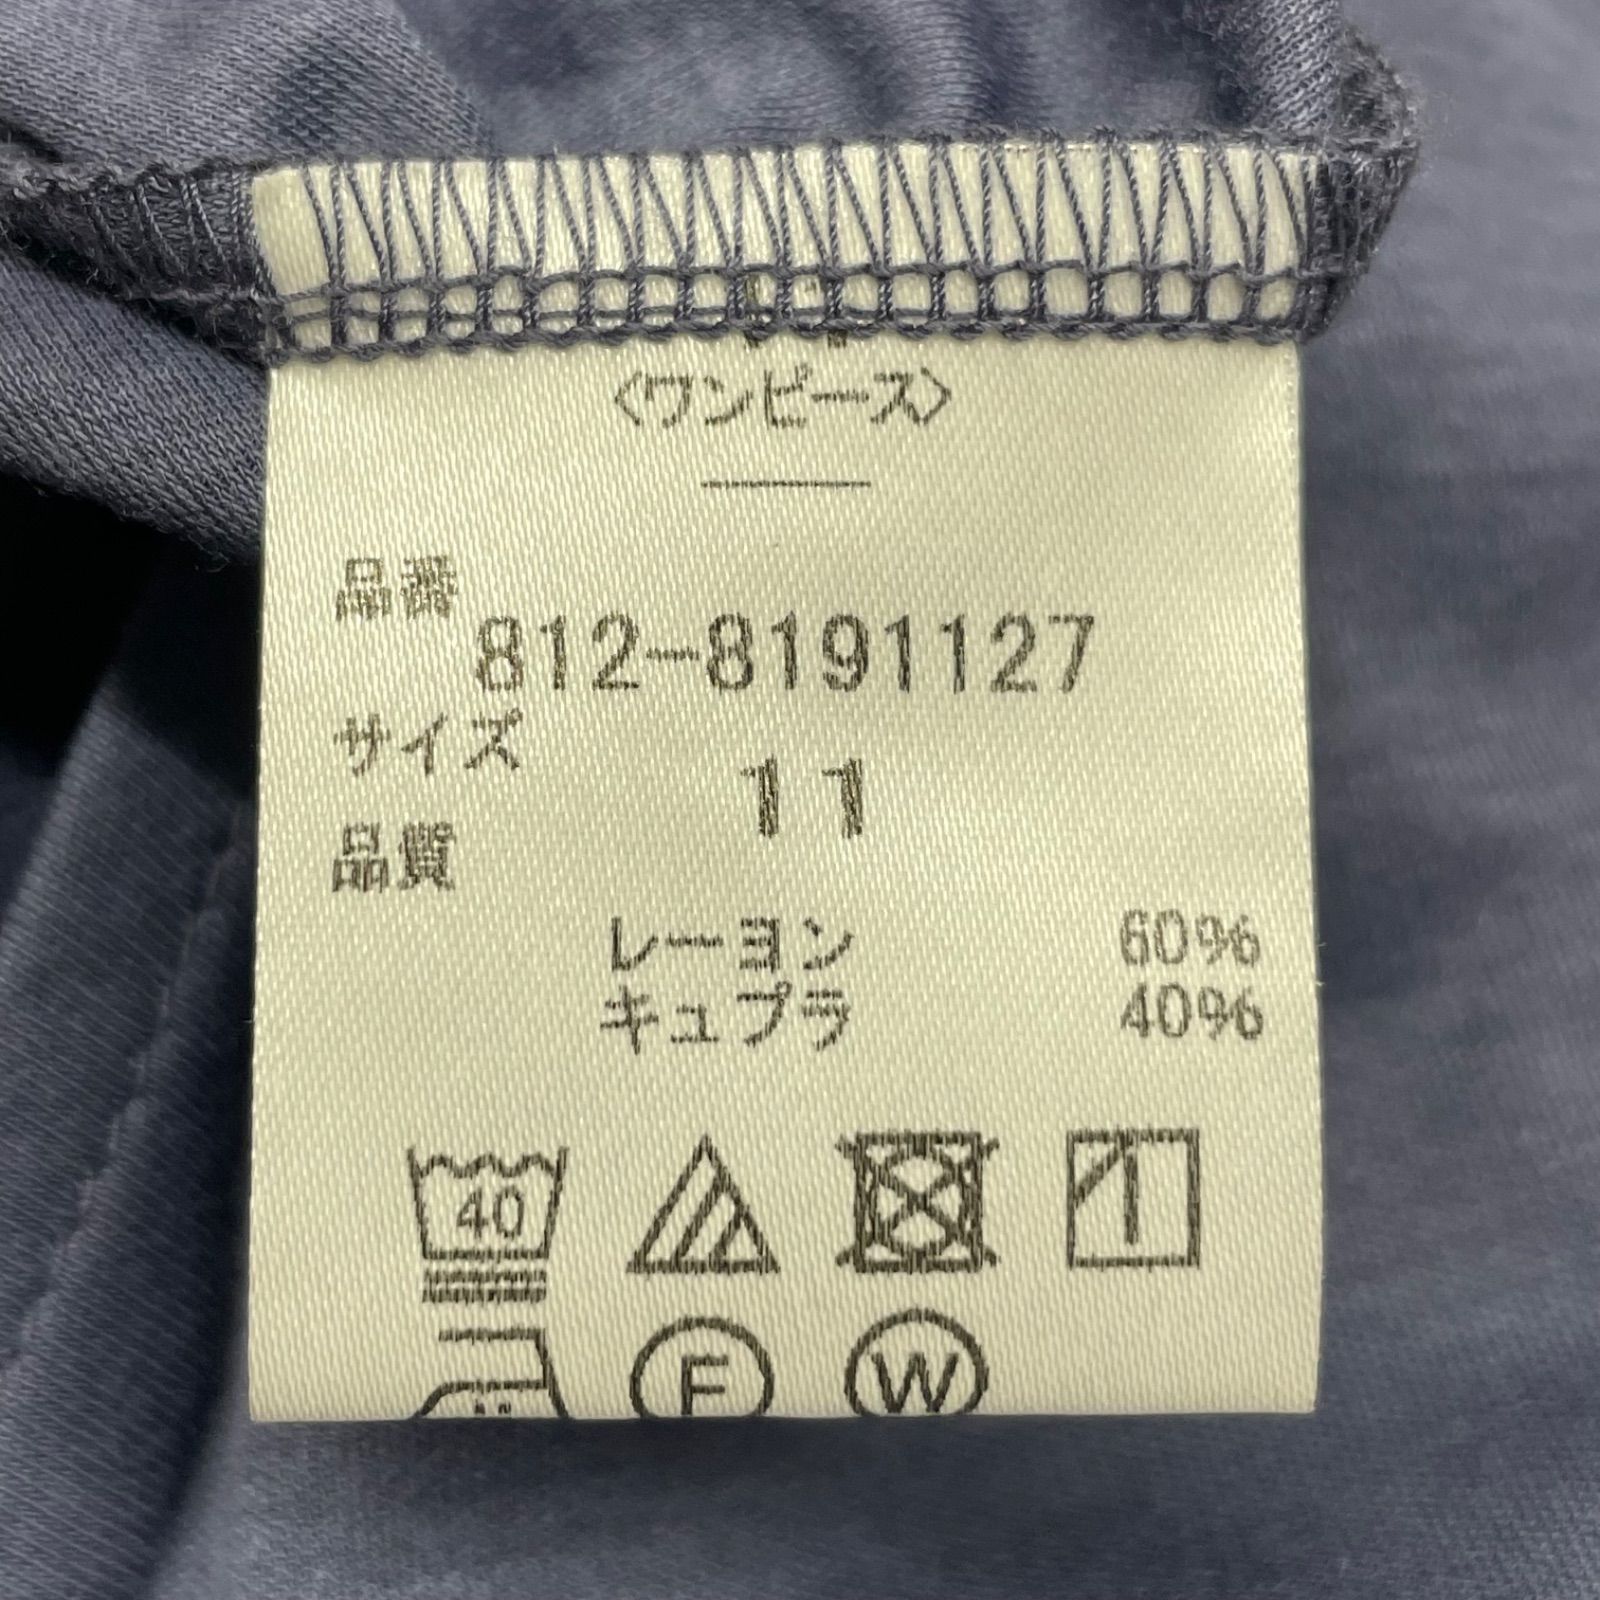 〈ワンピース〉
品番
812-8191127
サイズ
11
品質
レーヨン 60%
キュプラ 40%
40
F W